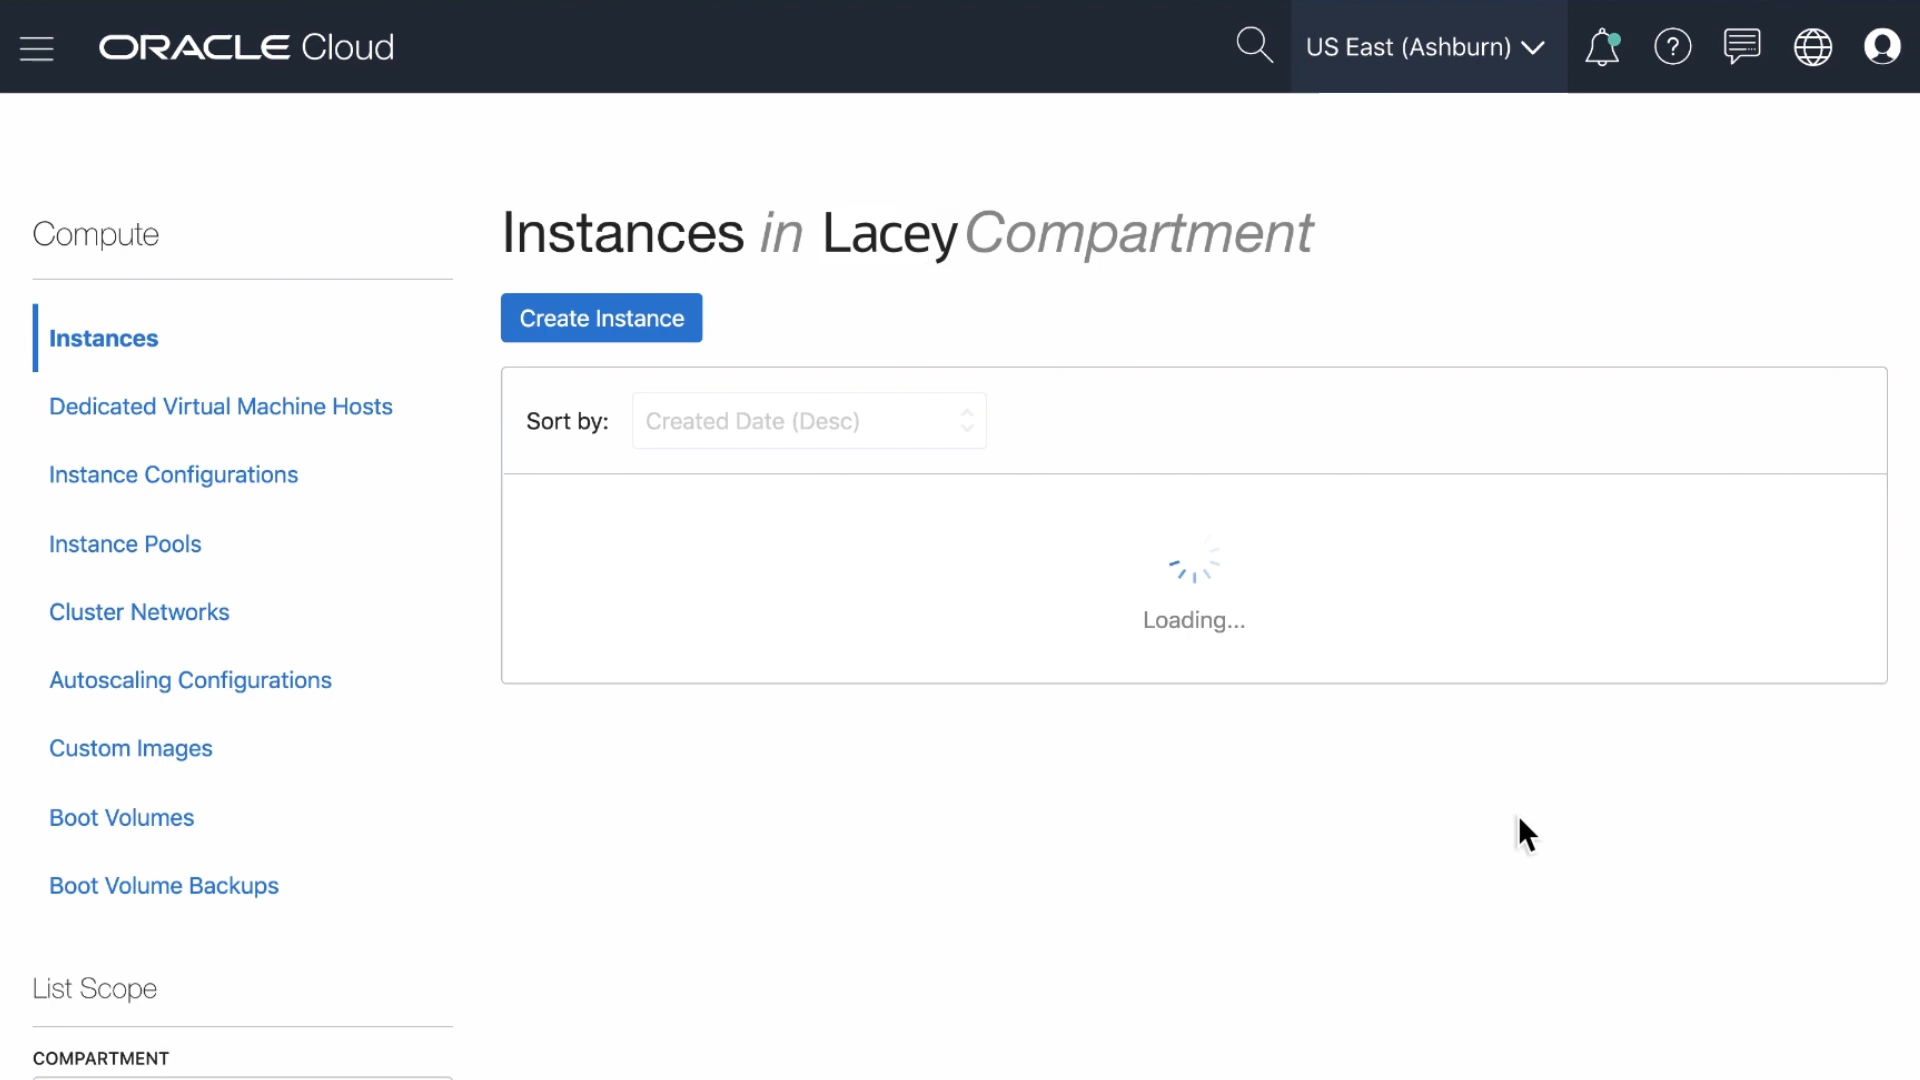 ORACLE Cloud
US East (Ashburn)
Compute
Instances
Dedicated Virtual Machine Hosts
Instance Configurations
Instance Pools
Cluster Networks
Autoscaling Configurations
Custom Images
Boot Volumes
Boot Volume Backups
List Scope
COMPARTMENT
Instances in Lacey Compartment
Create Instance
Sort by: Created Date (Desc)
Loading...